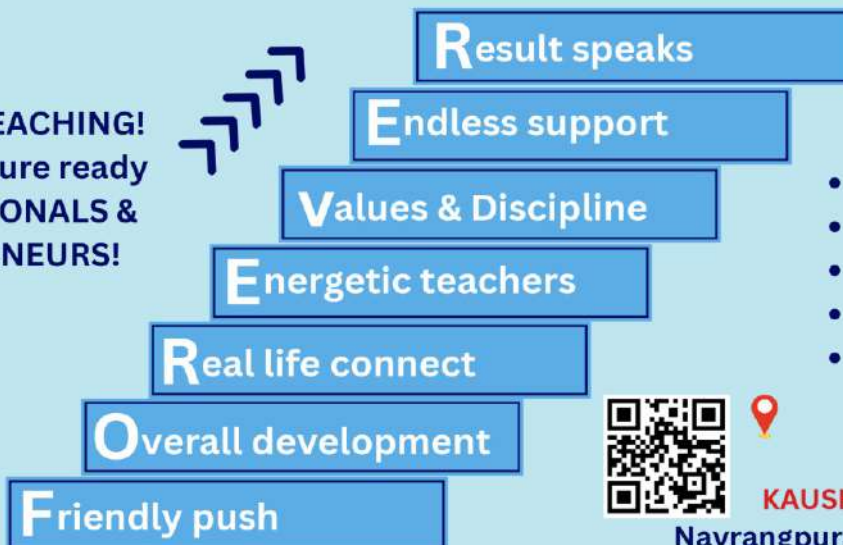 Result speaks
EACHING!
ure ready
ONALS &
NEURS!
Endless support
Values & Discipline
Energetic teachers
Real life connect
Overall development
Friendly push
KAUS
Navrangpur